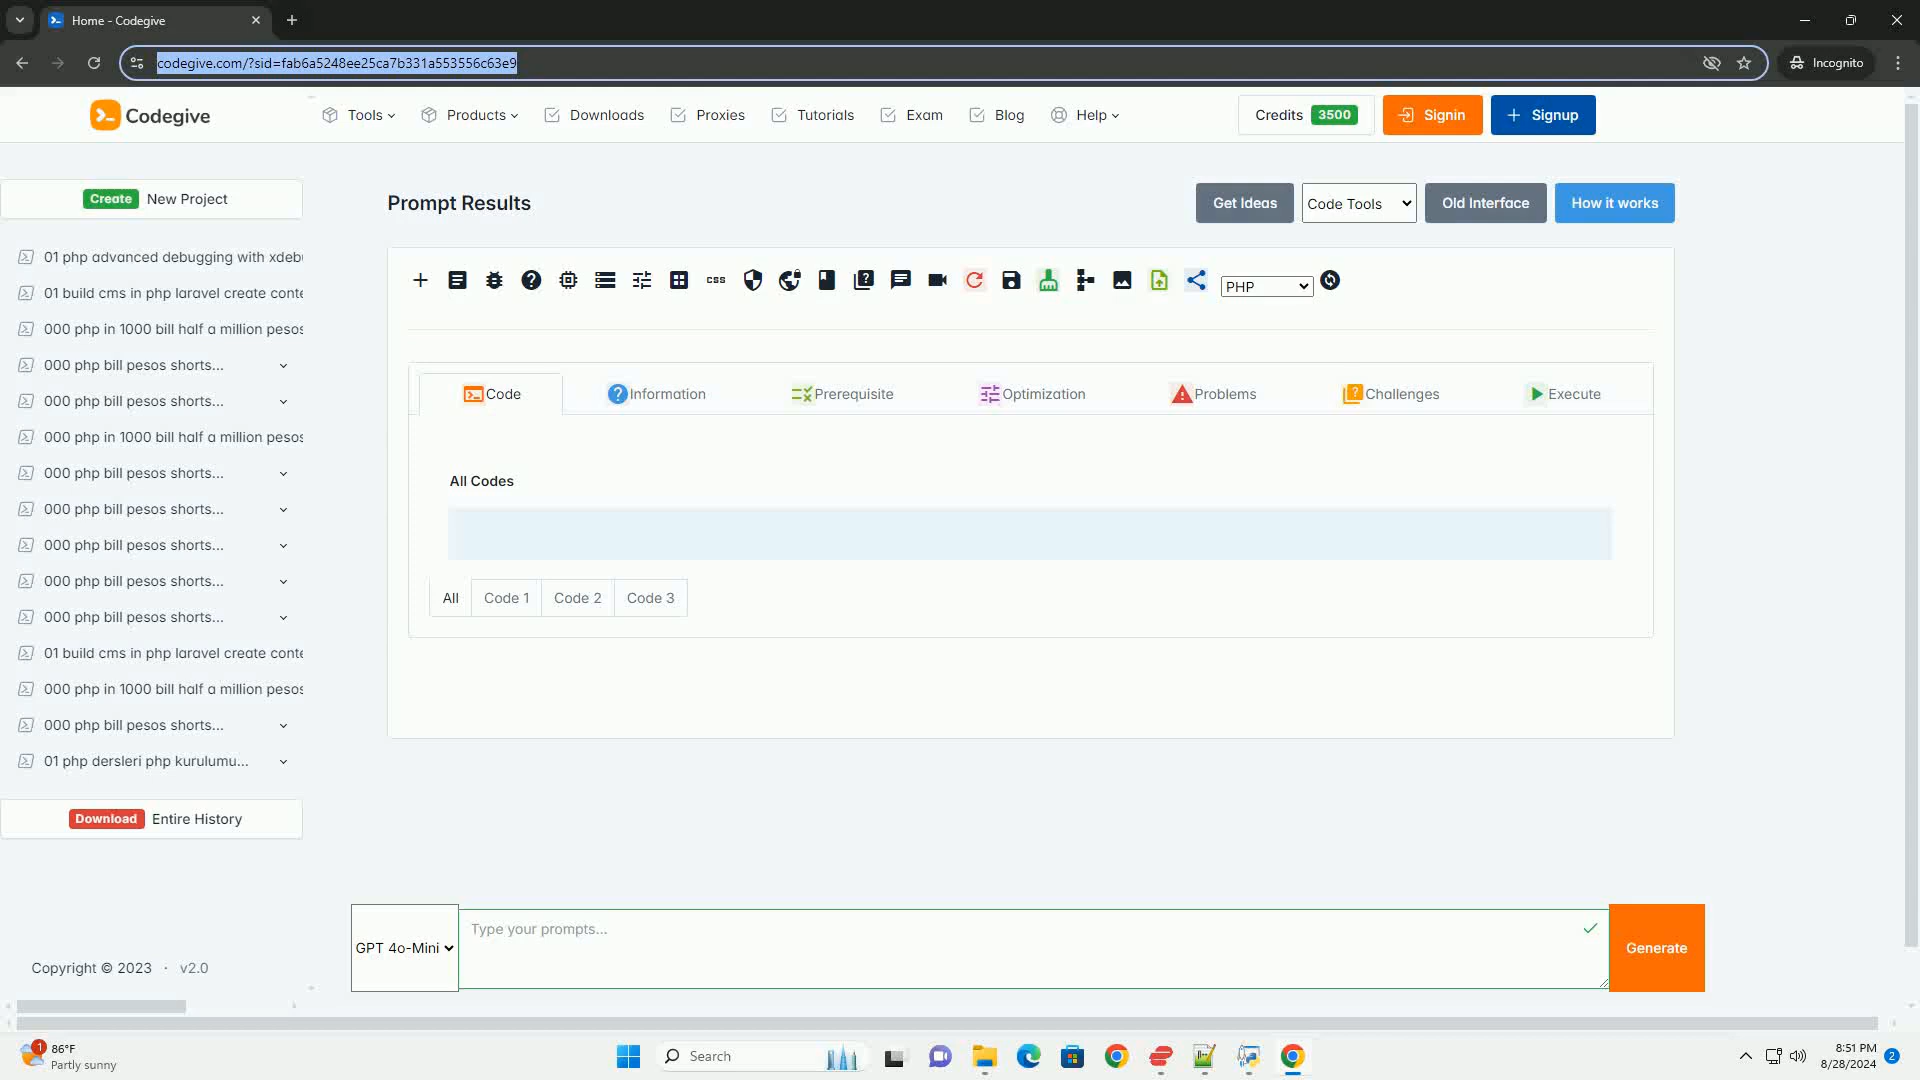 Home - Codegive
codegive.com/?sid=fab6a5248ee25ca7b331a553556c63e9
Incognito
Codegive
Tools
Products
Downloads
Proxies
Tutorials
Exam
Blog
Help
Credits 3500
Signin
Signup
Create New Project
01 php advanced debugging with xdebu
01 build cms in php laravel create conte
000 php in 1000 bill half a million pesos
000 php bill pesos shorts...
000 php bill pesos shorts...
000 php in 1000 bill half a million pesos
000 php bill pesos shorts...
000 php bill pesos shorts...
000 php bill pesos shorts...
000 php bill pesos shorts...
000 php bill pesos shorts...
01 build cms in php laravel create conte
000 php in 1000 bill half a million pesos
000 php bill pesos shorts...
01 php dersleri php kurulumu...
Download Entire History
Copyright © 2023 · v2.0
Prompt Results
Get Ideas
Code Tools
Old Interface
How it works
css
PHP
Code
Information
Prerequisite
Optimization
Problems
Challenges
Execute
All Codes
All
Code 1
Code 2
Code 3
GPT 4o-Mini
Type your prompts...
Generate
1
86°F
Partly sunny
Search
8:51 PM
8/28/2024
2